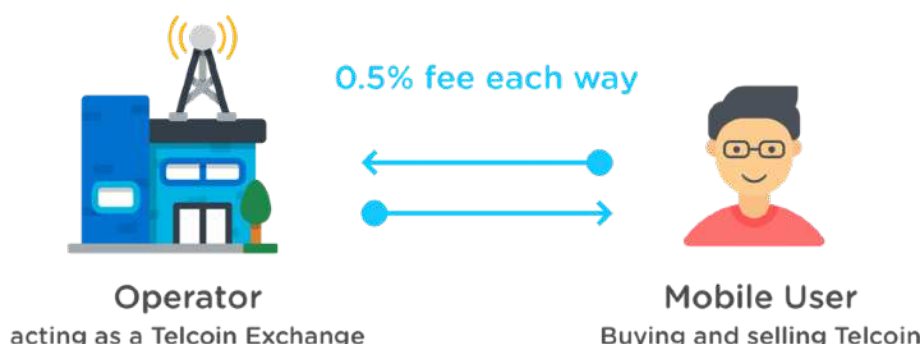 0.5% fee each way
Operator
acting as a Telcoin Exchange
Mobile User
Buying and selling Telcoin